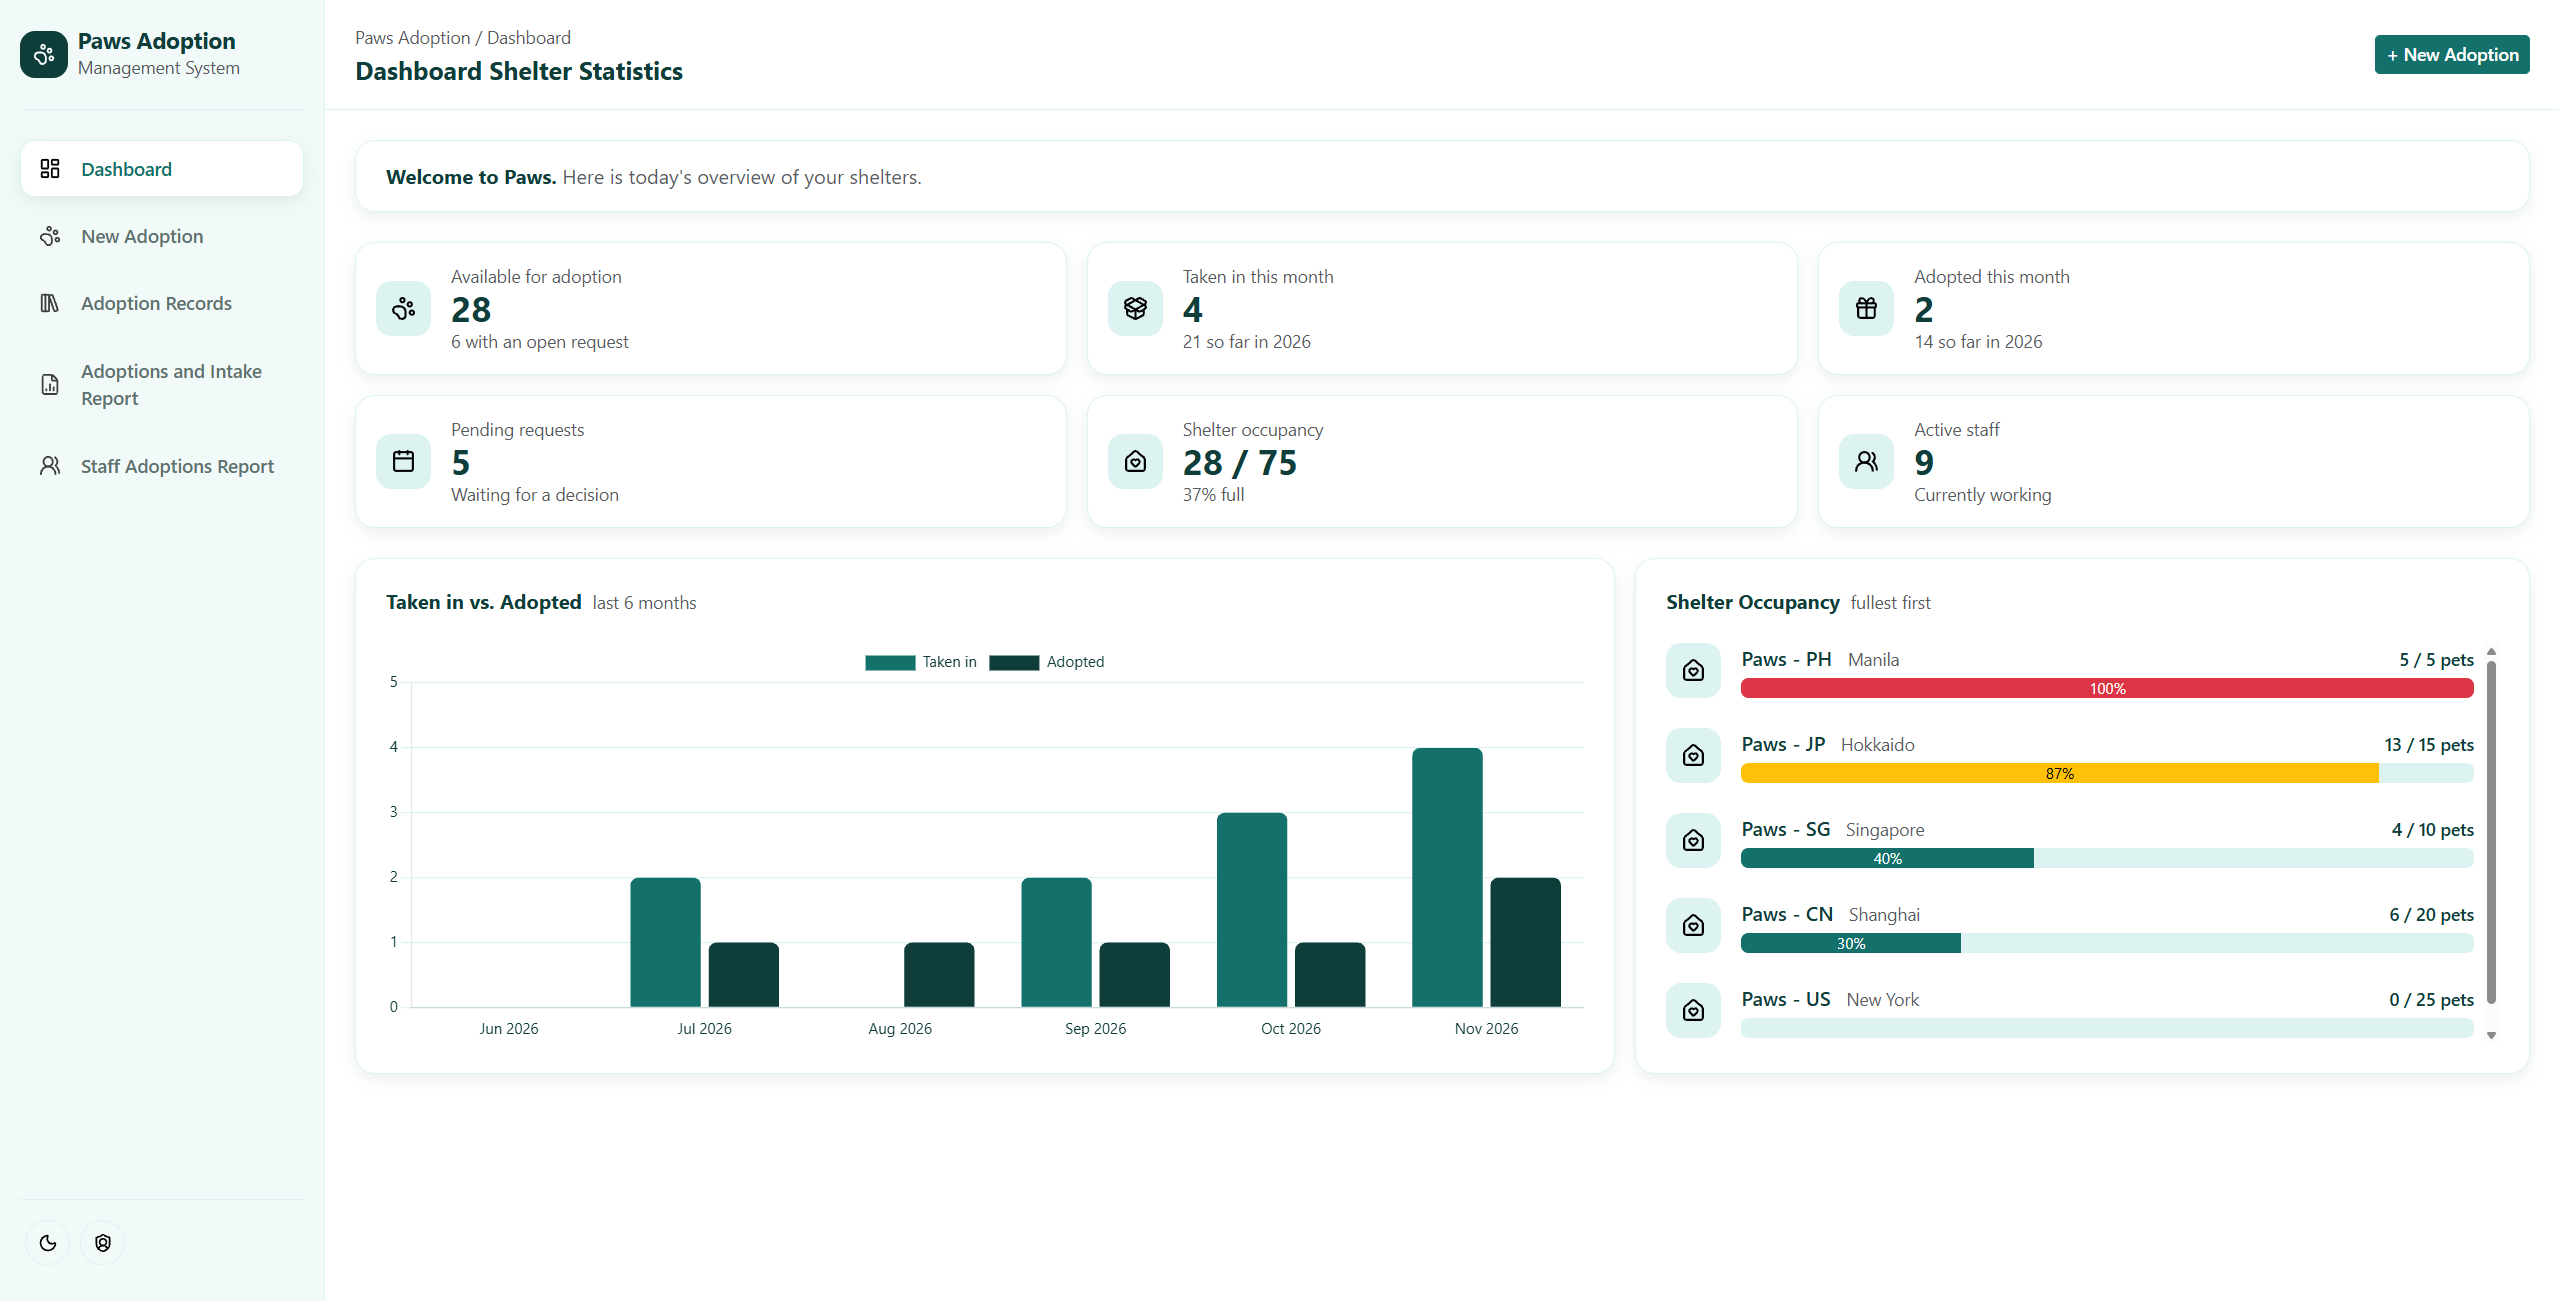 Paws Adoption
Management System
Dashboard
New Adoption
Adoption Records
Adoptions and Intake
Report
Staff Adoptions Report
Paws Adoption / Dashboard
Dashboard Shelter Statistics
+ New Adoption
Welcome to Paws. Here is today's overview of your shelters.
Available for adoption
28
6 with an open request
Taken in this month
4
21 so far in 2026
Adopted this month
2
14 so far in 2026
Pending requests
5
Waiting for a decision
Shelter occupancy
28 / 75
37% full
Active staff
9
Currently working
Taken in vs. Adopted last 6 months
Taken in Adopted
5
4
3
2
1
0
Jun 2026 Jul 2026 Aug 2026 Sep 2026 Oct 2026 Nov 2026
Shelter Occupancy fullest first
Paws - PH Manila 5 / 5 pets
100%
Paws - JP Hokkaido 13 / 15 pets
87%
Paws - SG Singapore 4 / 10 pets
40%
Paws - CN Shanghai 6 / 20 pets
30%
Paws - US New York 0 / 25 pets